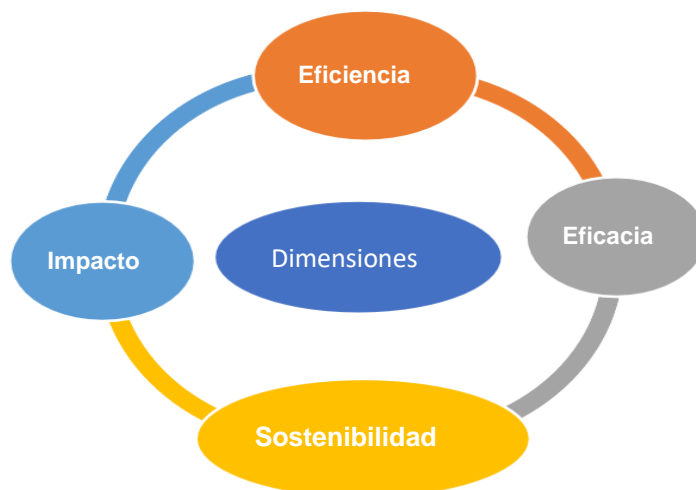 Eficiencia
Eficacia
Impacto
Dimensiones
Sostenibilidad